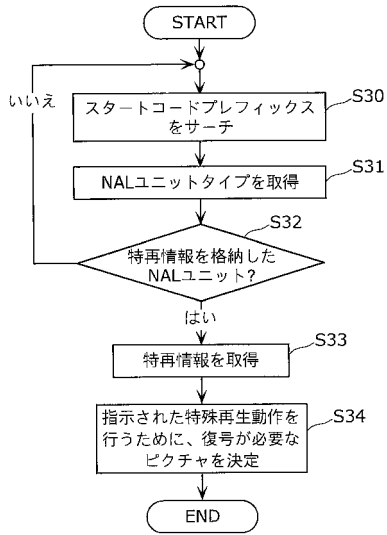 START
いいえ
スタートコードプレフィックス
をサーチ
S30
NALユニットタイプを取得
S31
S32
特再情報を格納した
NALユニット?
はい
S33
特再情報を取得
S34
指示された特殊再生動作を
行うために、復号が必要な
ピクチャを決定
END